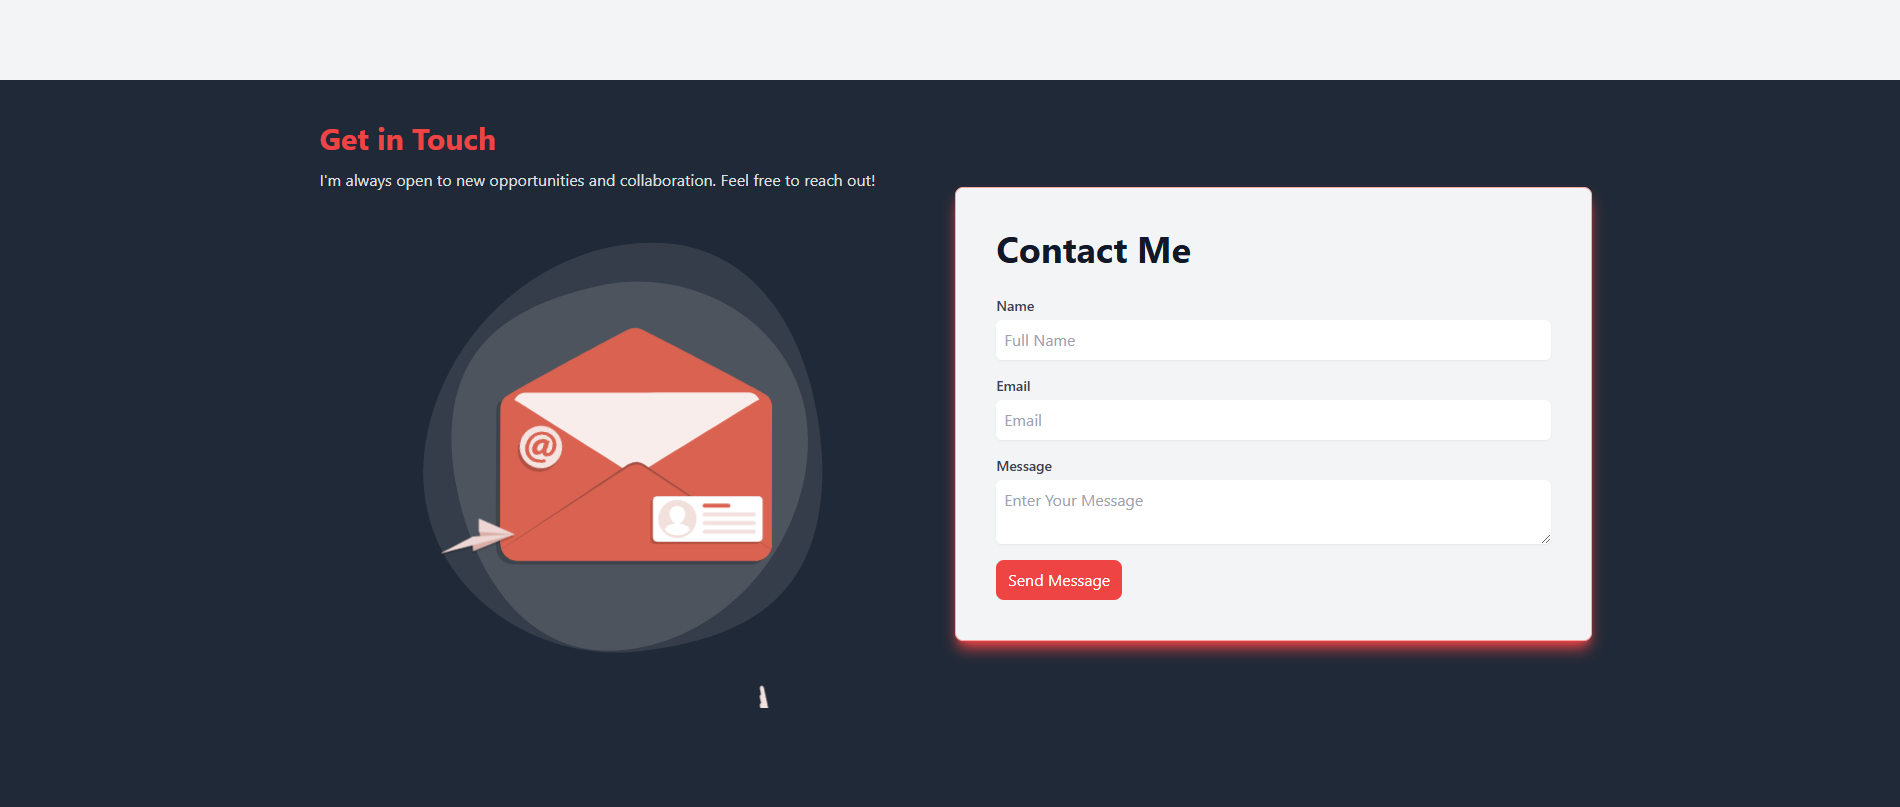 Get in Touch
I'm always open to new opportunities and collaboration. Feel free to reach out!
@
Contact Me
Name
Full Name
Email
Email
Message
Enter Your Message
Send Message